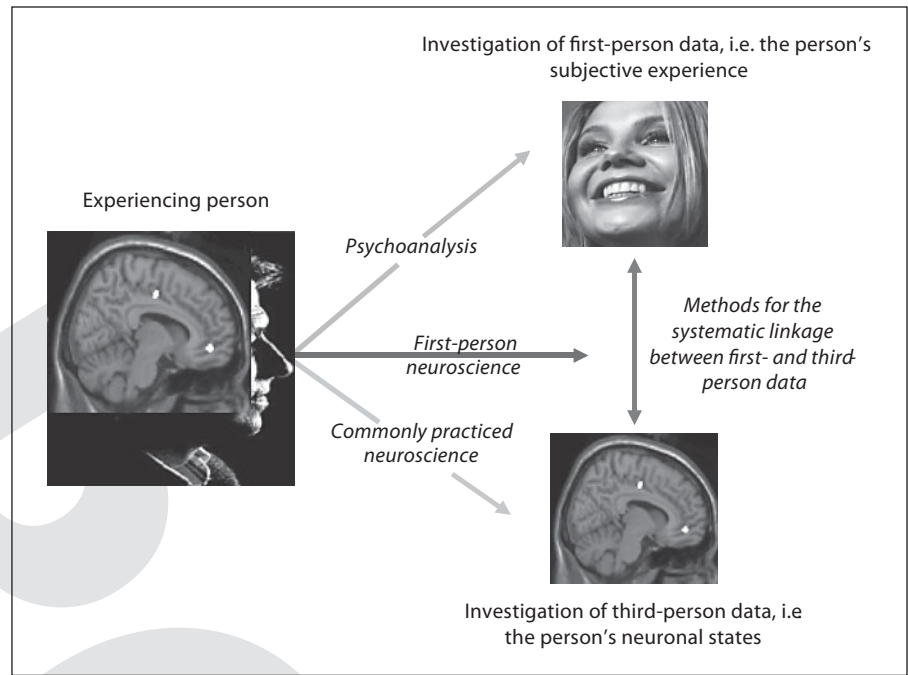 Investigation of first-person data, i.e. the person's
subjective experience
Experiencing person
Psychoanalysis
First-person
neuroscience
Commonly practiced
neuroscience
Methods for the
systematic linkage
between first- and third-
person data
Investigation of third-person data, i.e
the person's neuronal states